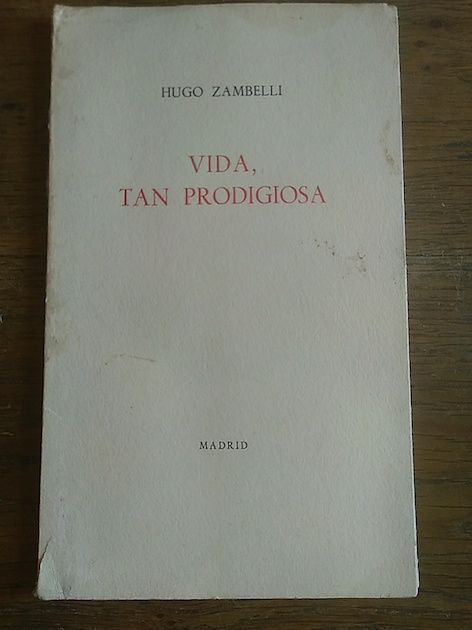 HUGO ZAMBELLI
VIDA,
TAN PRODIGIOSA
MADRID